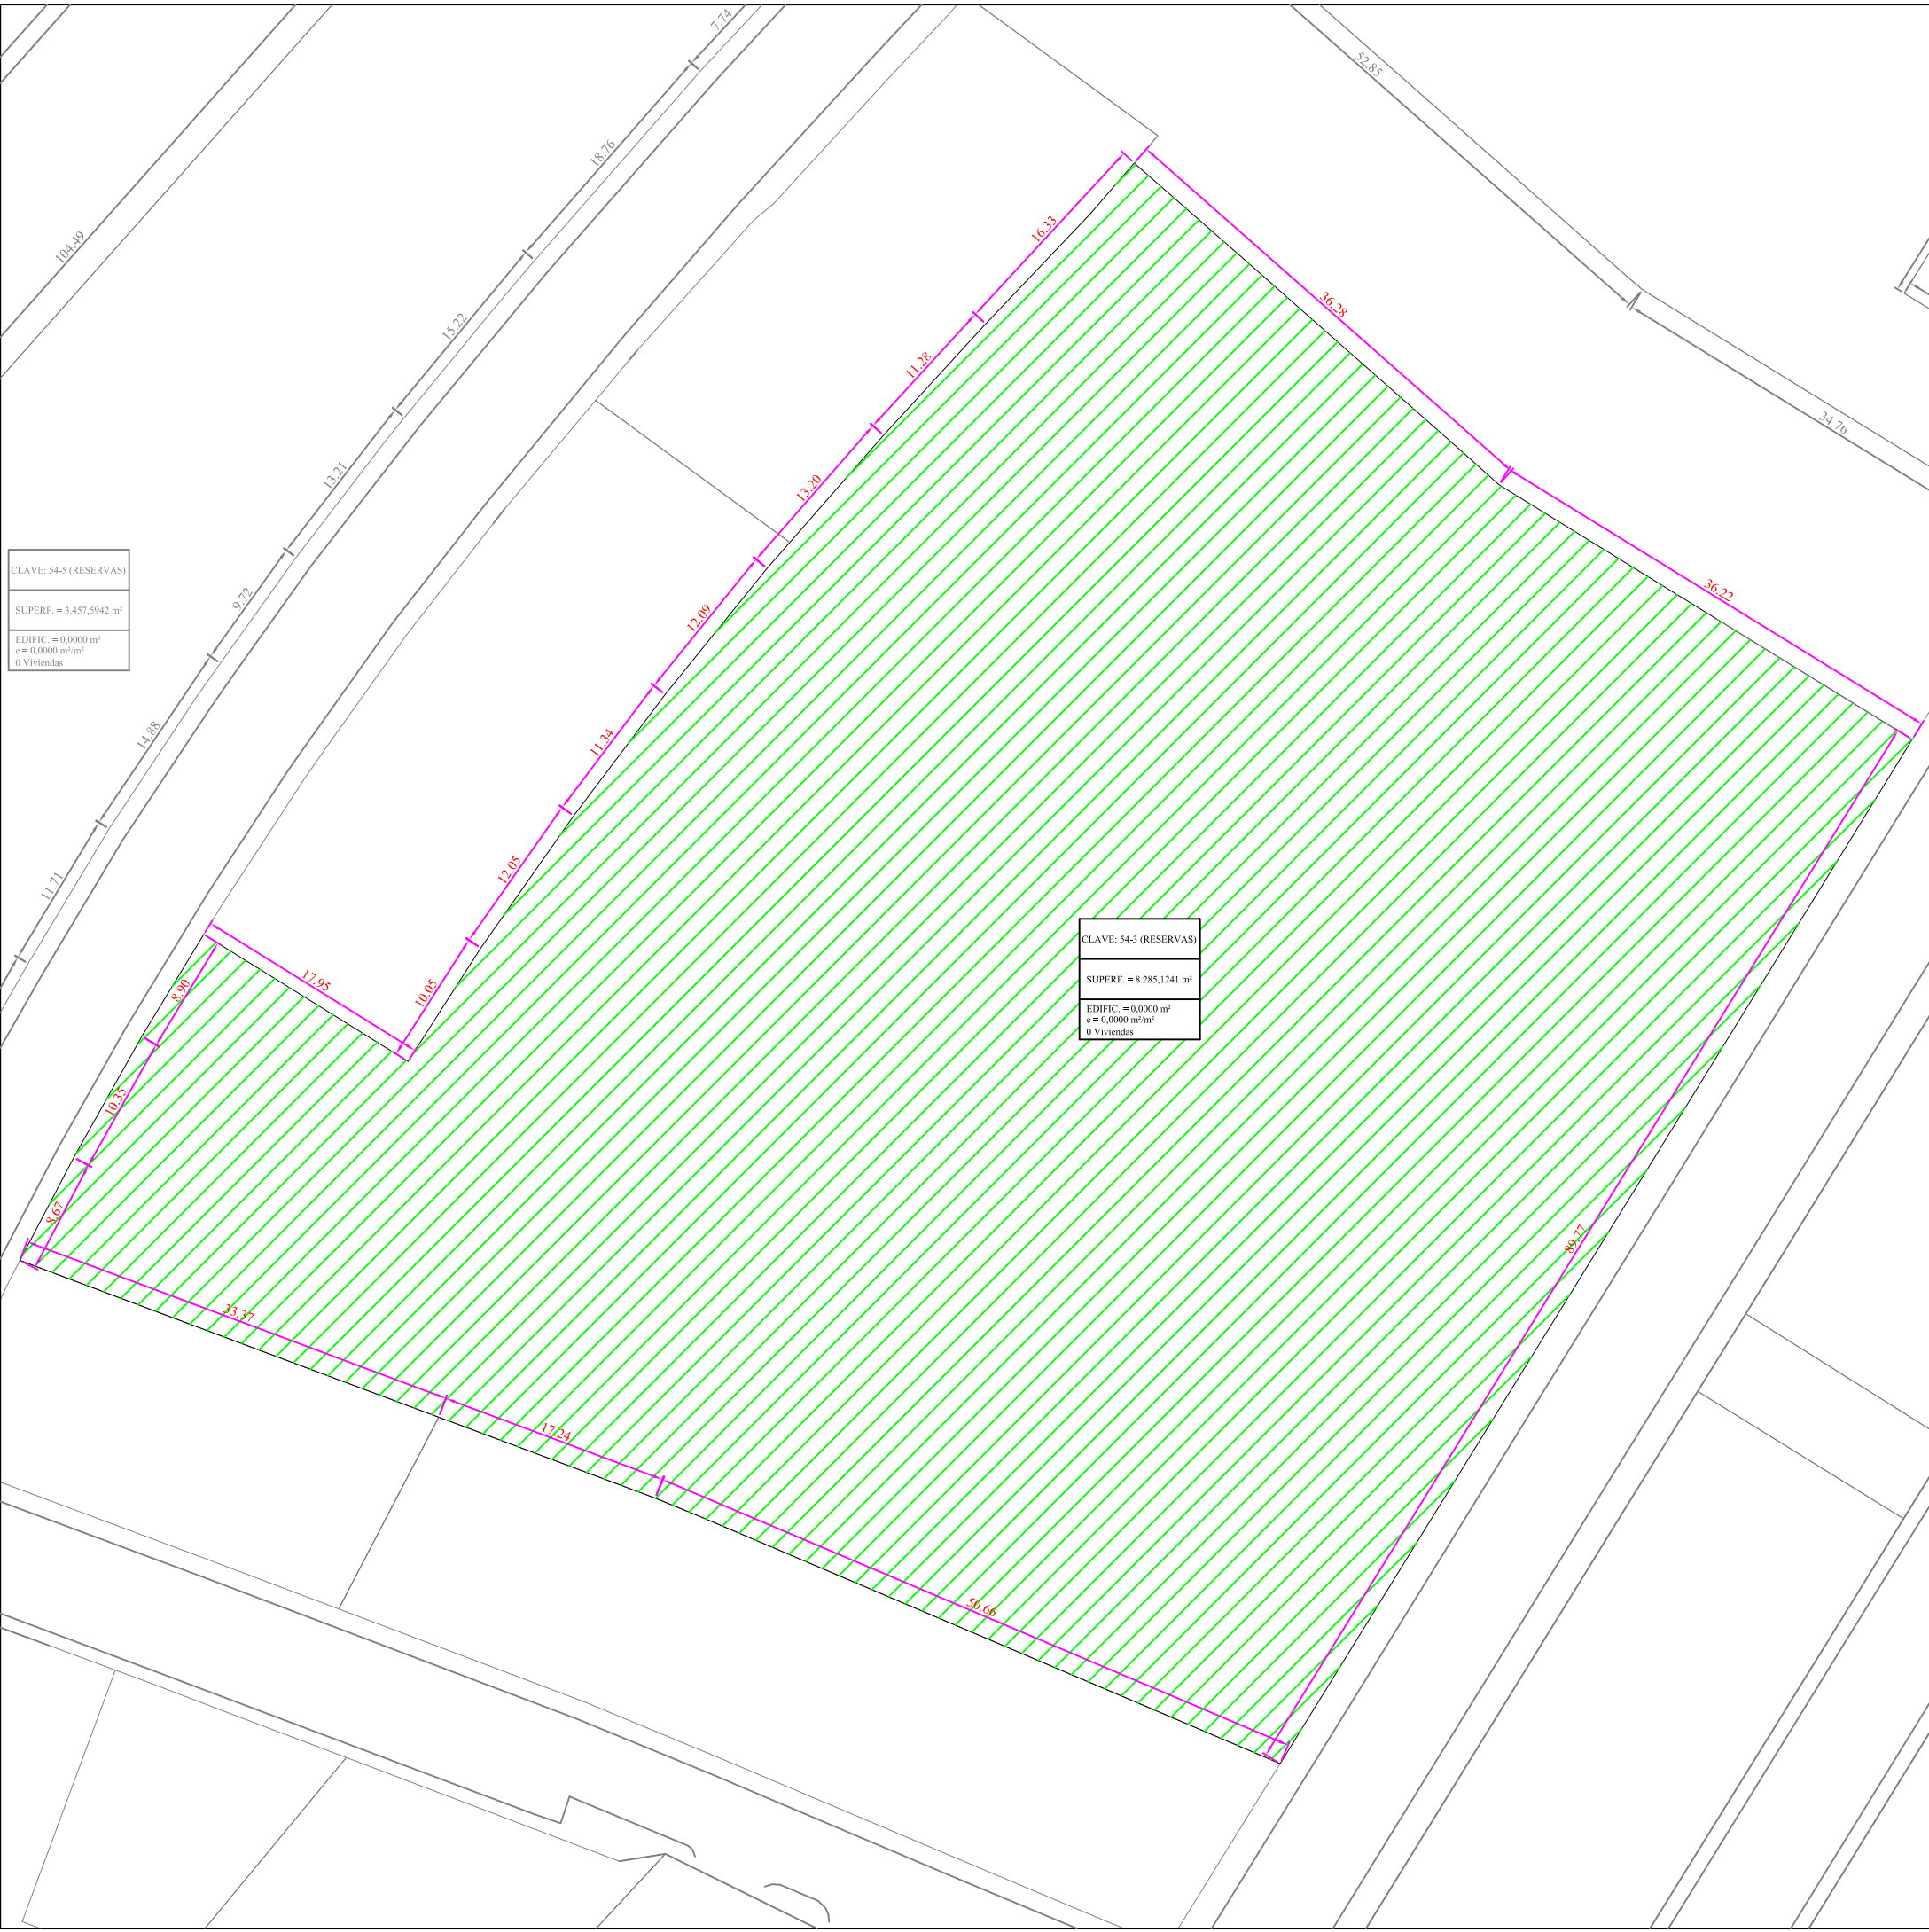 7.74
52.85
18.76
104.49
16.33
36.28
15.22
11.28
34.76
13.21
13.20
CLAVE: 54-5 (RESERVAS)
SUPERF. = 3.457,5942 m²
EDIFIC. = 0,0000 m²
e = 0,0000 m²/m²
0 Viviendas
9.72
12.09
36.22
14.88
11.34
11.71
12.05
CLAVE: 54-3 (RESERVAS)
SUPERF. = 8.285,1241 m²
EDIFIC. = 0,0000 m²
e = 0,0000 m²/m²
0 Viviendas
17.95
8.90
10.05
10.35
8.67
89.77
33.37
17.24
50.66